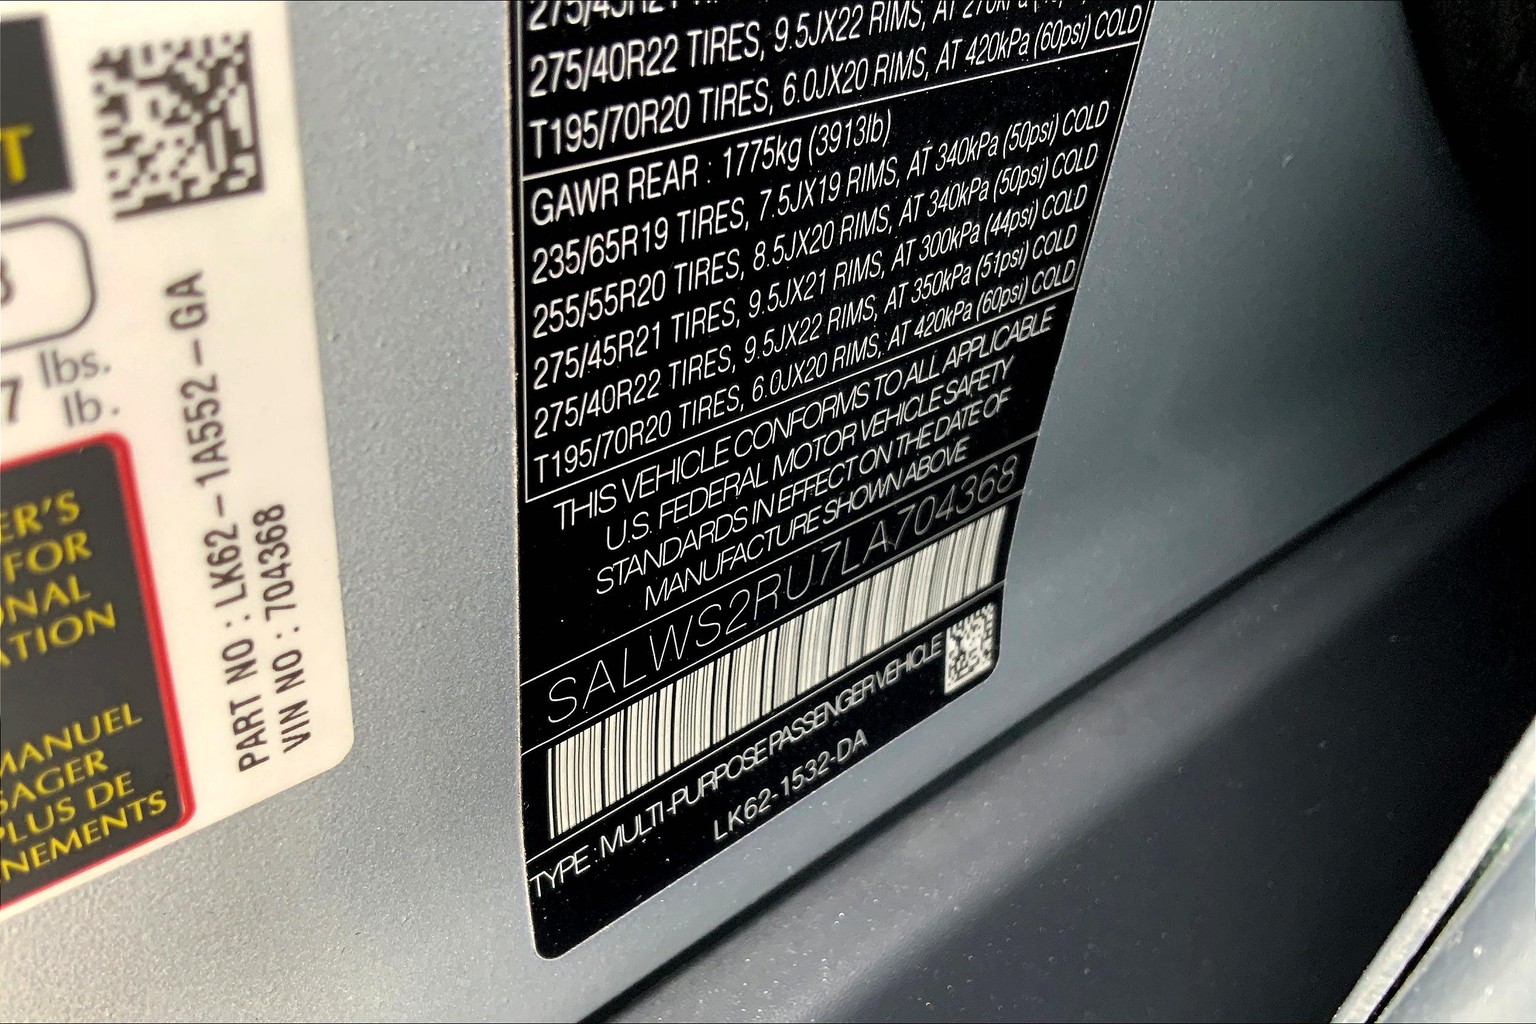 T
lbs.
7 lb.
ER'S
FOR
ONAL
ATION
MANUEL
SAGER
PLUS DE
NEMENTS
PART NO : LK62-1A552-GA
VIN NO : 704368
275/45R21
275/40R22 TIRES, 9.5JX22 RIMS, AT 270kPa
T195/70R20 TIRES, 6.0JX20 RIMS, AT 420kPa (60psi) COLD
GAWR REAR : 1775kg (3913lb)
235/65R19 TIRES, 7.5JX19 RIMS, AT 340kPa (50psi) COLD
255/55R20 TIRES, 8.5JX20 RIMS, AT 340kPa (50psi) COLD
275/45R21 TIRES, 9.5JX21 RIMS, AT 300kPa (44psi) COLD
275/40R22 TIRES, 9.5JX22 RIMS, AT 350kPa (51psi) COLD
T195/70R20 TIRES, 6.0JX20 RIMS, AT 420kPa (60psi) COLD
THIS VEHICLE CONFORMS TO ALL APPLICABLE
U.S. FEDERAL MOTOR VEHICLE SAFETY
STANDARDS IN EFFECT ON THE DATE OF
MANUFACTURE SHOWN ABOVE
SALWS2RU7LA704368
TYPE : MULTI-PURPOSE PASSENGER VEHICLE
LK62-1532-DA